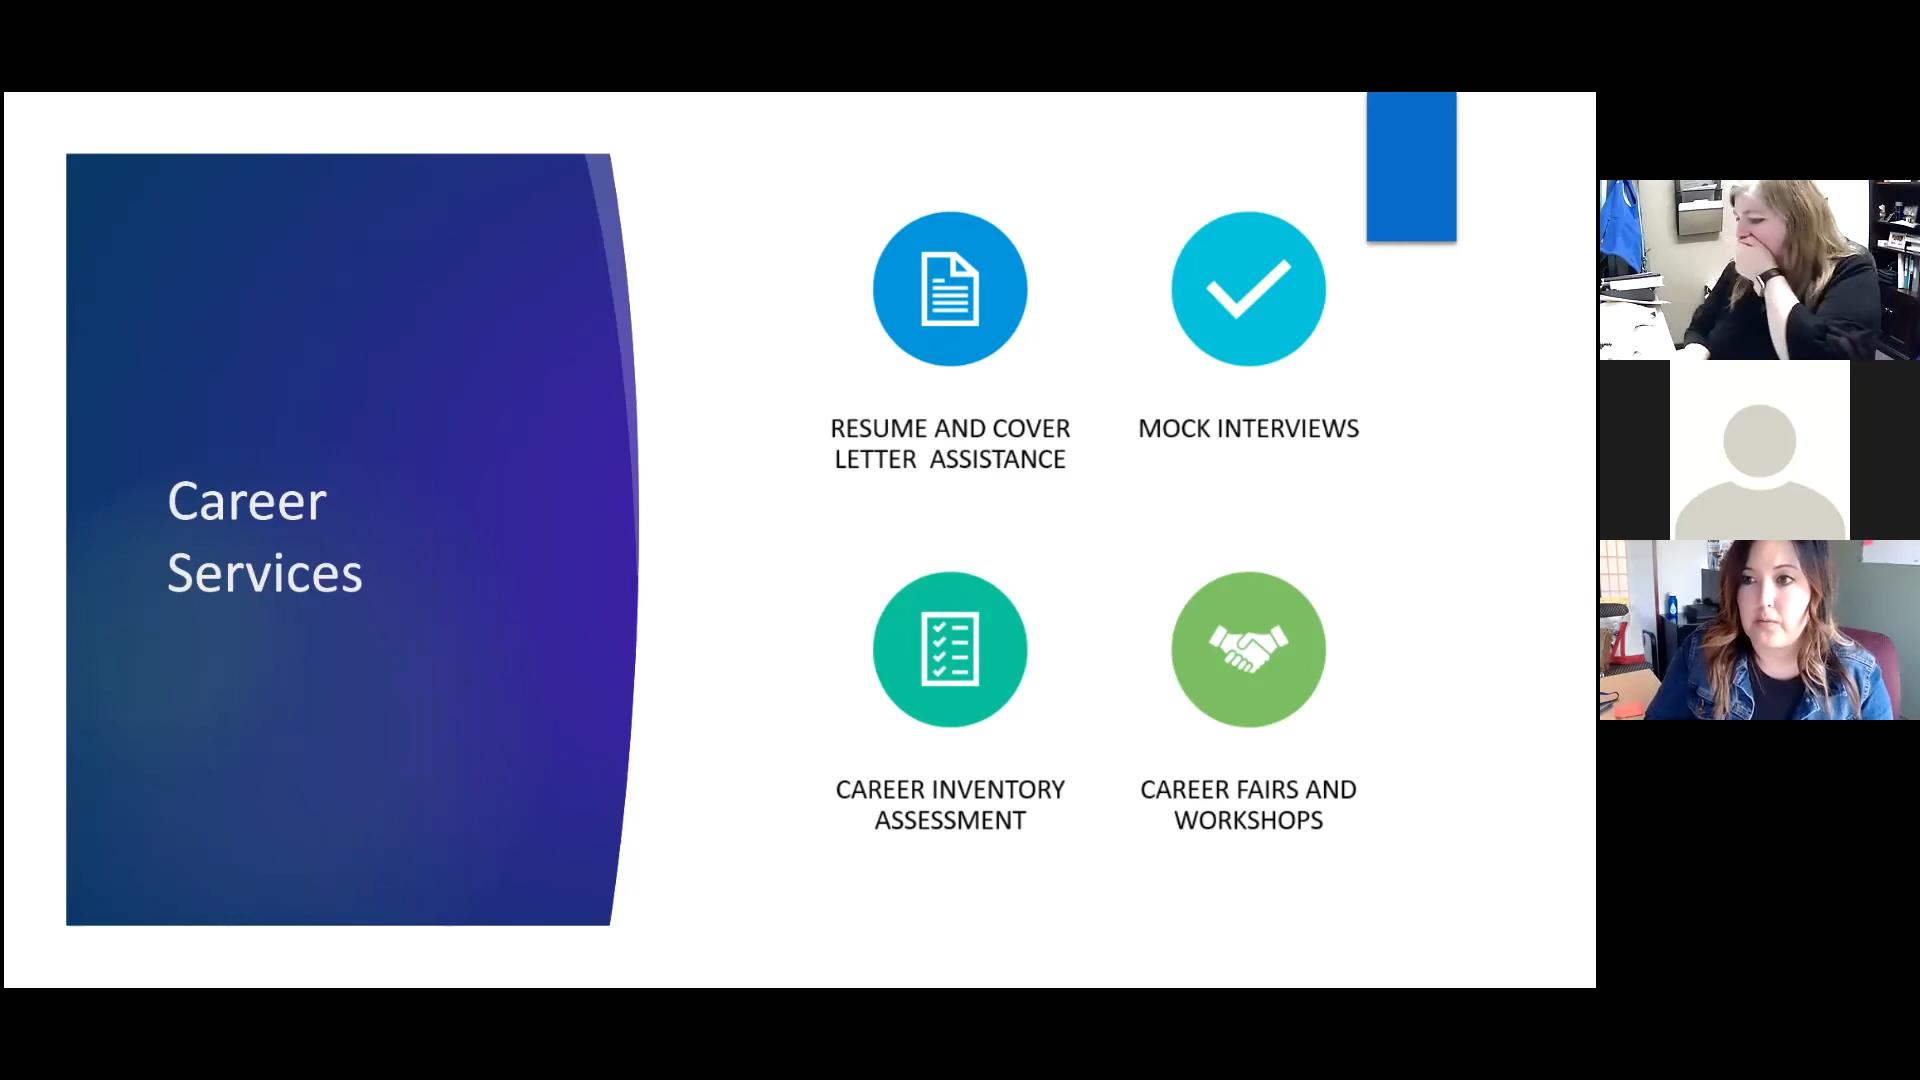 Career
Services
RESUME AND COVER
LETTER  ASSISTANCE
MOCK INTERVIEWS
CAREER INVENTORY
ASSESSMENT
CAREER FAIRS AND
WORKSHOPS